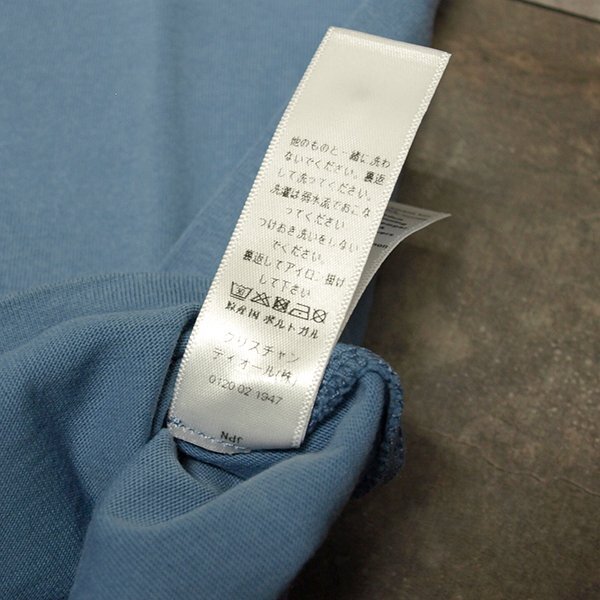 他のものと一緒に洗わ
ないでください。裏返
して洗ってください。
洗濯は弱水流でおこな
ってください
つけおき洗いをしない
でください。
裏返してアイロン掛け
して下さい
原産国 ポルトガル
クリスチャン
ディオール(株)
0120 02 1947
JPN